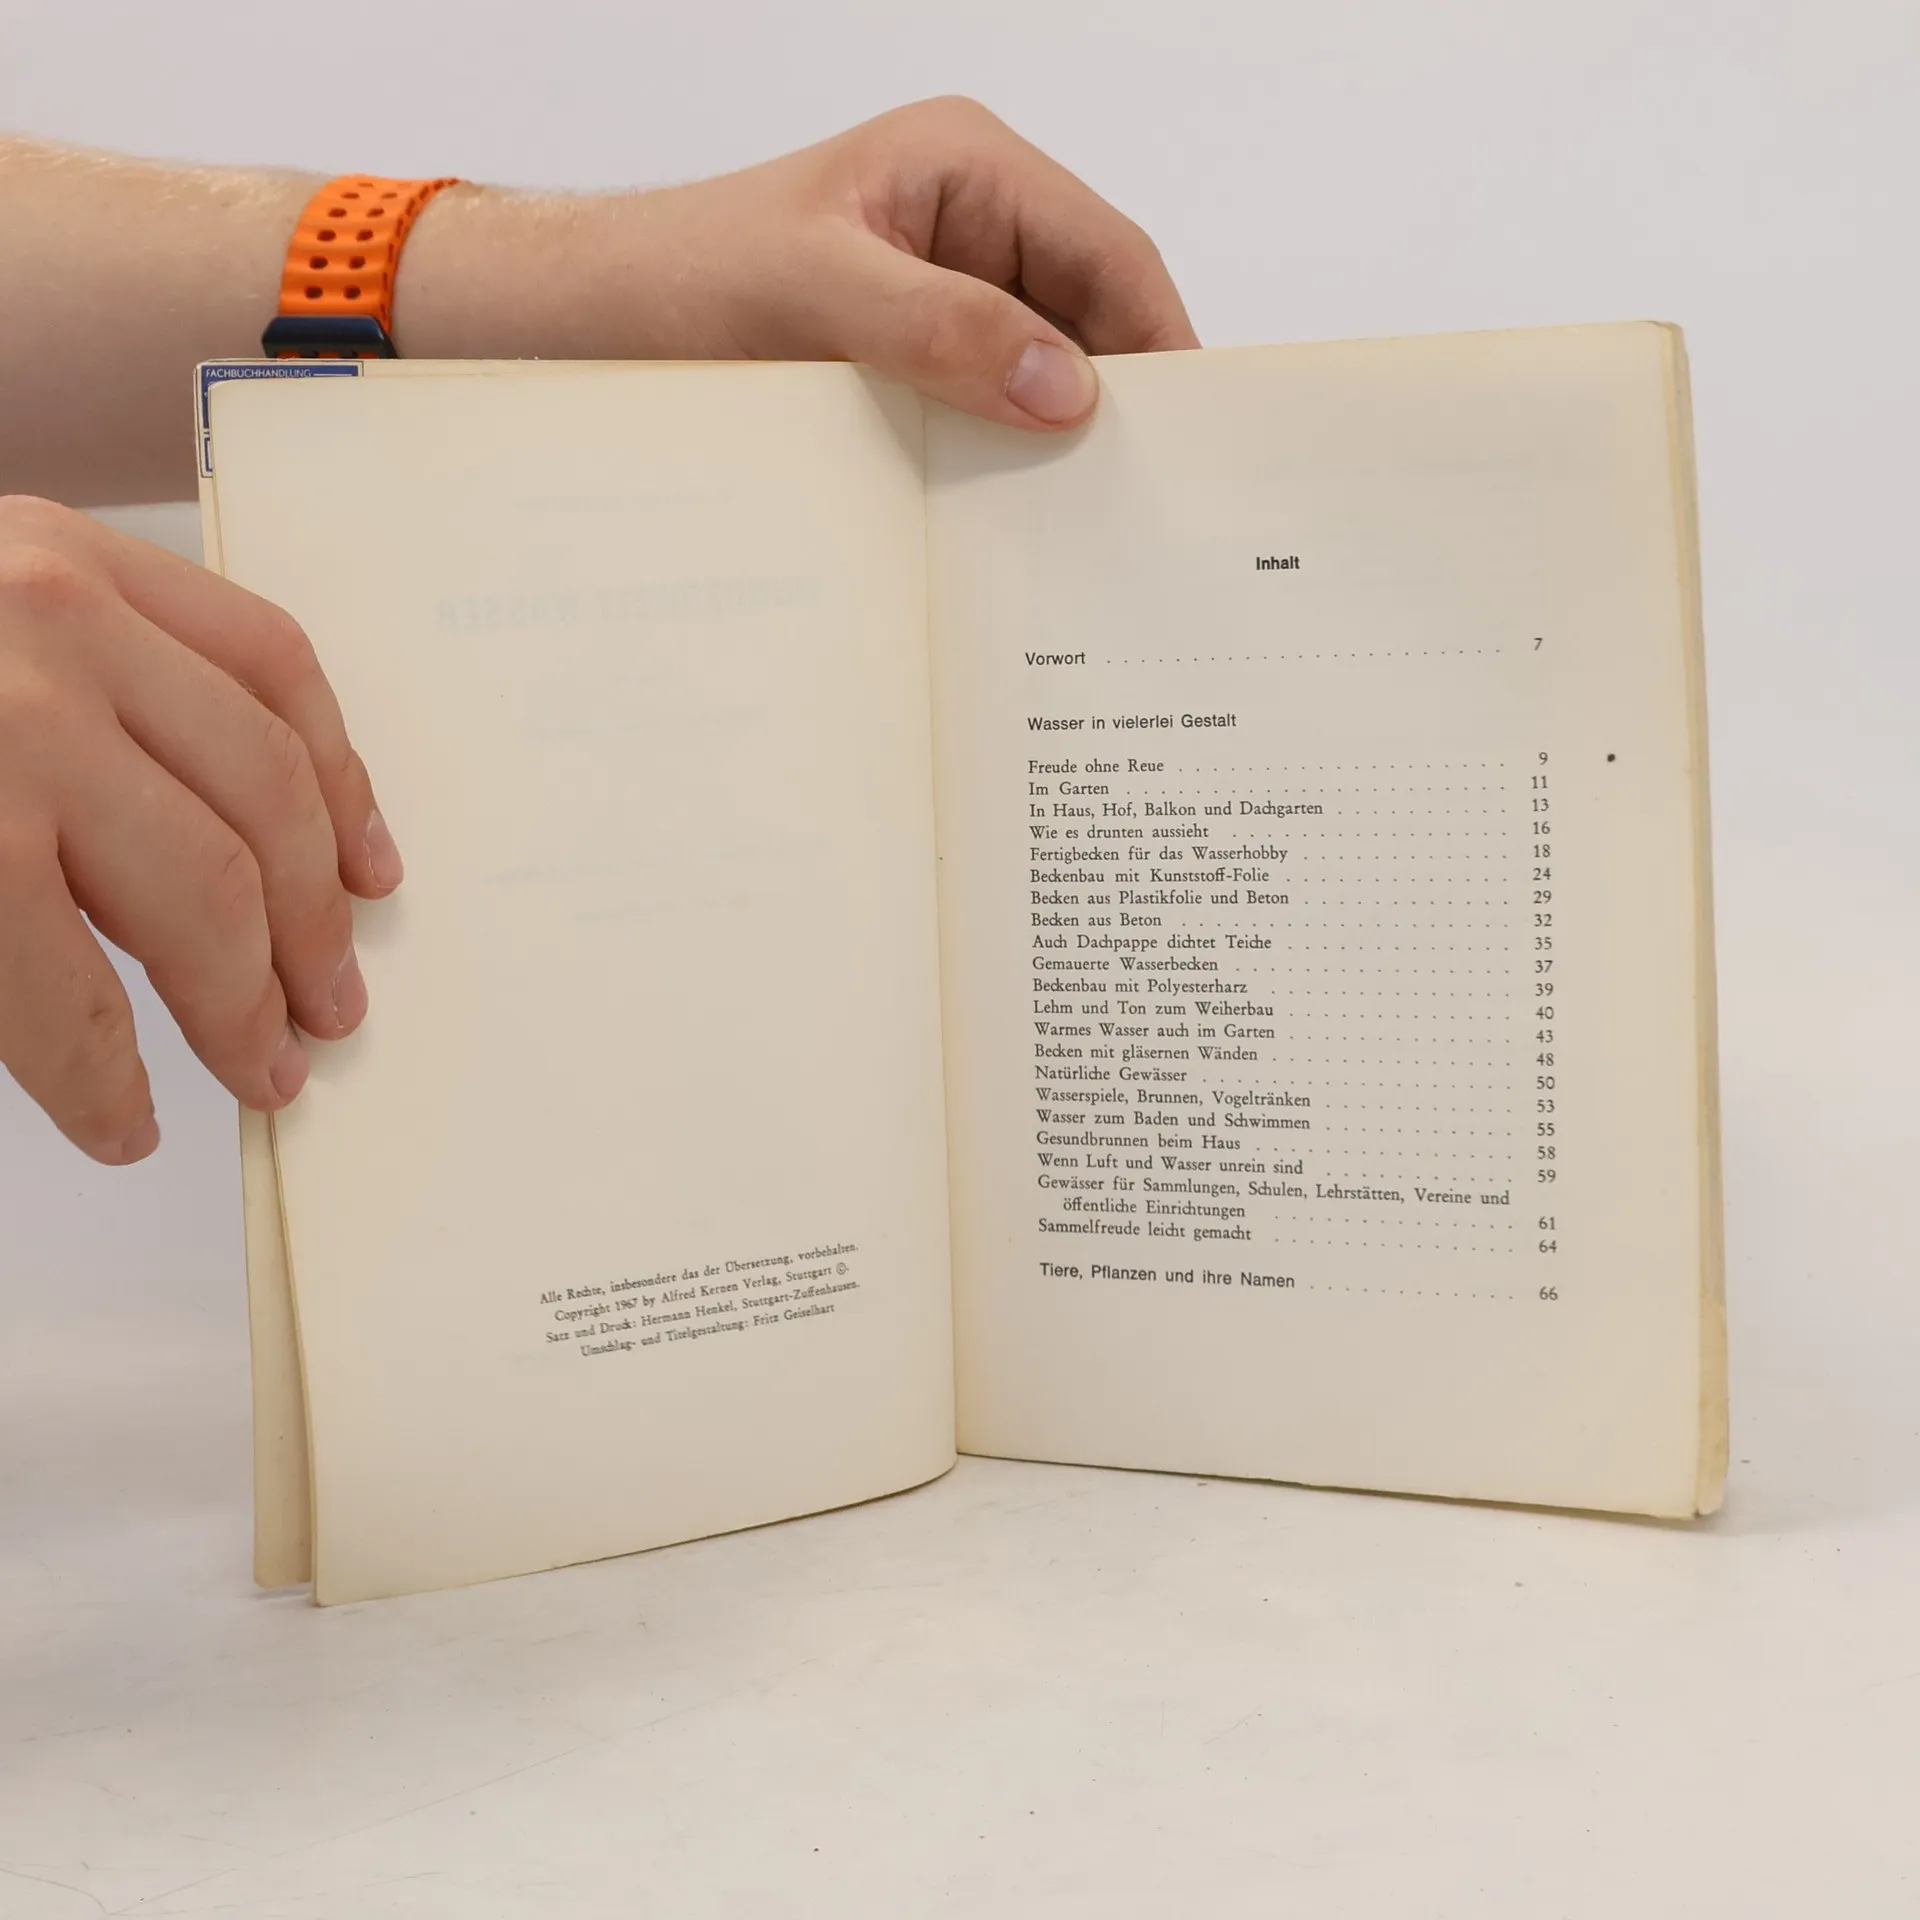 FACHBUCHHANDLUNG
Alle Rechte, insbesondere das der Übersetzung, vorbehalten.
Copyright 1967 by Alfred Kernen Verlag, Stuttgart ©.
Satz und Druck: Hermann Henkel, Stuttgart-Zuffenhausen.
Umschlag- und Titelgestaltung: Fritz Geiselhart
Inhalt
Vorwort . . . . . . . . . . . . . . . . . . . . . . . 7
Wasser in vielerlei Gestalt
Freude ohne Reue . . . . . . . . . . . . . . . . . . 9
Im Garten . . . . . . . . . . . . . . . . . . . . . 11
In Haus, Hof, Balkon und Dachgarten . . . . . . . . . 13
Wie es drunten aussieht . . . . . . . . . . . . . . . 16
Fertigbecken für das Wasserhobby . . . . . . . . . . . 18
Beckenbau mit Kunststoff-Folie . . . . . . . . . . . . 24
Becken aus Plastikfolie und Beton . . . . . . . . . . . 29
Becken aus Beton . . . . . . . . . . . . . . . . . . 32
Auch Dachpappe dichtet Teiche . . . . . . . . . . . . 35
Gemauerte Wasserbecken . . . . . . . . . . . . . . . 37
Beckenbau mit Polyesterharz . . . . . . . . . . . . . 39
Lehm und Ton zum Weiherbau . . . . . . . . . . . . 40
Warmes Wasser auch im Garten . . . . . . . . . . . . 43
Becken mit gläsernen Wänden . . . . . . . . . . . . . 48
Natürliche Gewässer . . . . . . . . . . . . . . . . . 50
Wasserspiele, Brunnen, Vogeltränken . . . . . . . . . . 53
Wasser zum Baden und Schwimmen . . . . . . . . . . 55
Gesundbrunnen beim Haus . . . . . . . . . . . . . . 58
Wenn Luft und Wasser unrein sind . . . . . . . . . . 59
Gewässer für Sammlungen, Schulen, Lehrstätten, Vereine und
öffentliche Einrichtungen . . . . . . . . . . . . . 61
Sammelfreude leicht gemacht . . . . . . . . . . . . . 64
Tiere, Pflanzen und ihre Namen . . . . . . . . . . . . 66